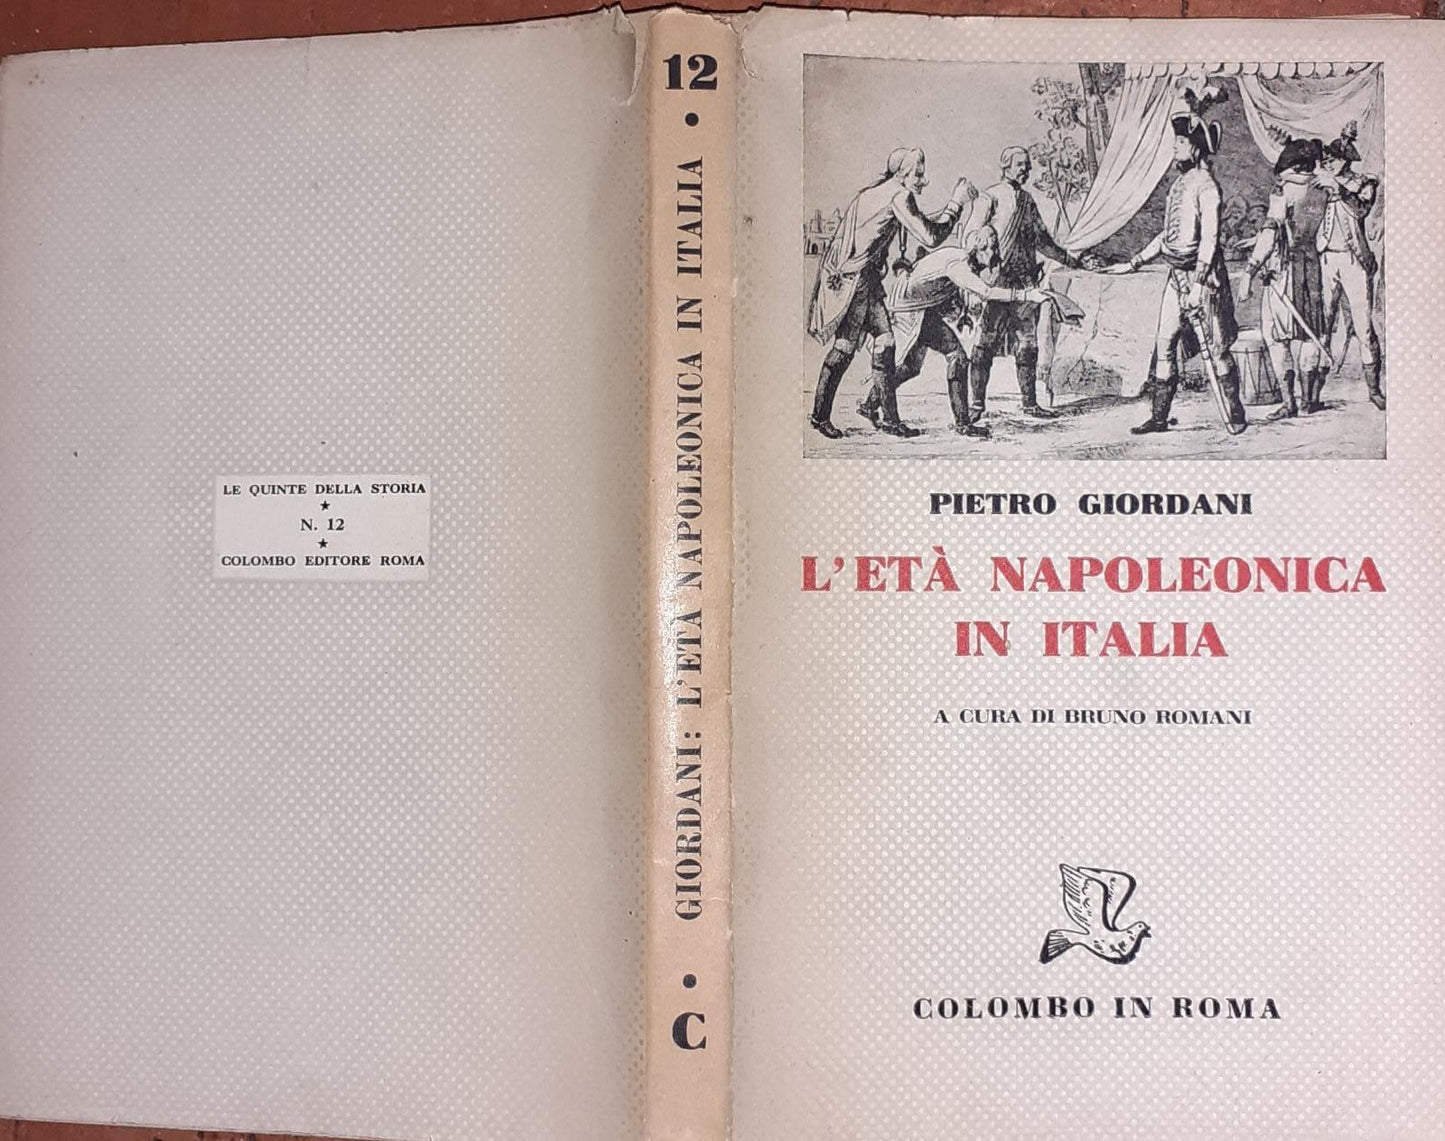 LE QUINTE DELLA STORIA
★
N. 12
★
COLOMBO EDITORE ROMA
12 • GIORDANI: L'ETÀ NAPOLEONICA IN ITALIA • C
PIETRO GIORDANI
L'ETÀ NAPOLEONICA
IN ITALIA
A CURA DI BRUNO ROMANI
COLOMBO IN ROMA